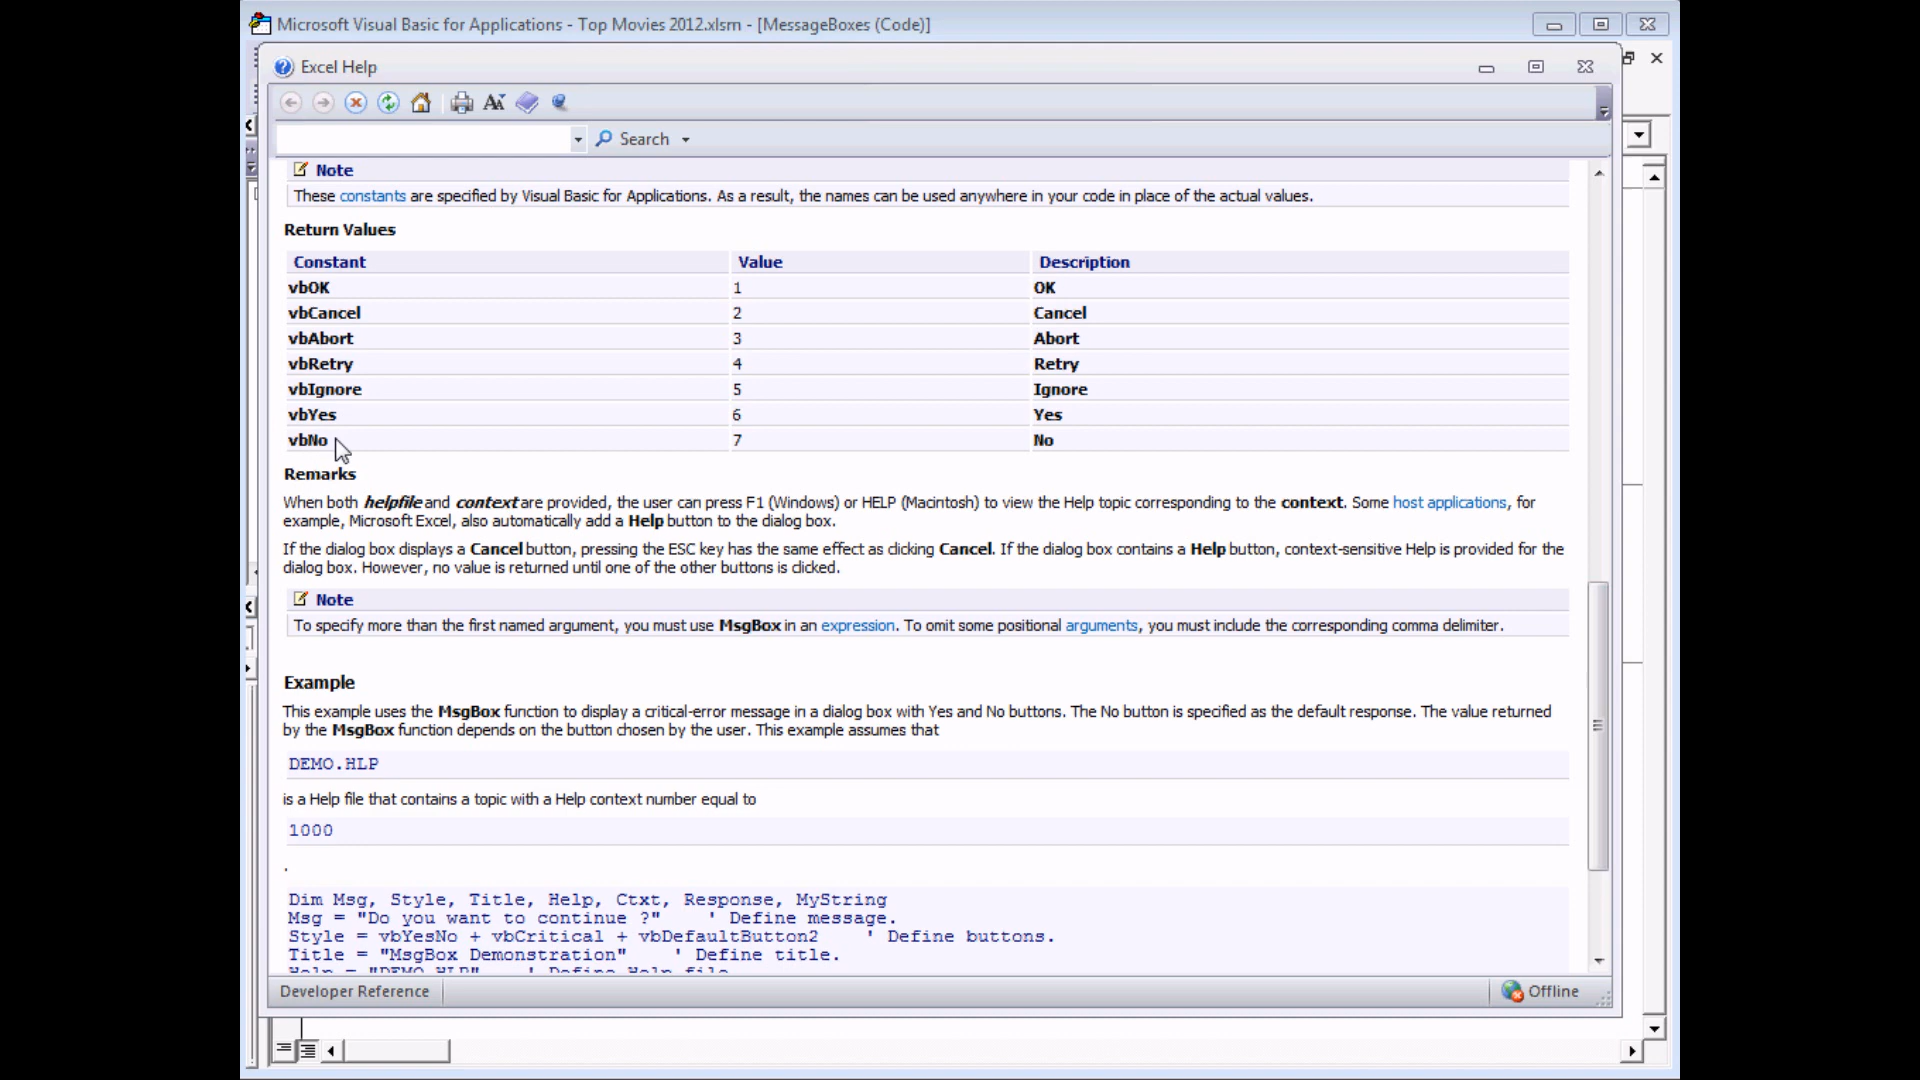 Microsoft Visual Basic for Applications - Top Movies 2012.xlsm - [MessageBoxes (Code)]
Excel Help
Search
Note
These constants are specified by Visual Basic for Applications. As a result, the names can be used anywhere in your code in place of the actual values.
Return Values
Constant Value Description
vbOK 1 OK
vbCancel 2 Cancel
vbAbort 3 Abort
vbRetry 4 Retry
vbIgnore 5 Ignore
vbYes 6 Yes
vbNo 7 No
Remarks
When both helpfile and context are provided, the user can press F1 (Windows) or HELP (Macintosh) to view the Help topic corresponding to the context. Some host applications, for
example, Microsoft Excel, also automatically add a Help button to the dialog box.
If the dialog box displays a Cancel button, pressing the ESC key has the same effect as clicking Cancel. If the dialog box contains a Help button, context-sensitive Help is provided for the
dialog box. However, no value is returned until one of the other buttons is clicked.
Note
To specify more than the first named argument, you must use MsgBox in an expression. To omit some positional arguments, you must include the corresponding comma delimiter.
Example
This example uses the MsgBox function to display a critical-error message in a dialog box with Yes and No buttons. The No button is specified as the default response. The value returned
by the MsgBox function depends on the button chosen by the user. This example assumes that
DEMO.HLP
is a Help file that contains a topic with a Help context number equal to
1000
.
Dim Msg, Style, Title, Help, Ctxt, Response, MyString
Msg = "Do you want to continue ?" ' Define message.
Style = vbYesNo + vbCritical + vbDefaultButton2 ' Define buttons.
Title = "MsgBox Demonstration" ' Define title.
Help = "DEMO.HLP" ' Define Help file.
Developer Reference
Offline